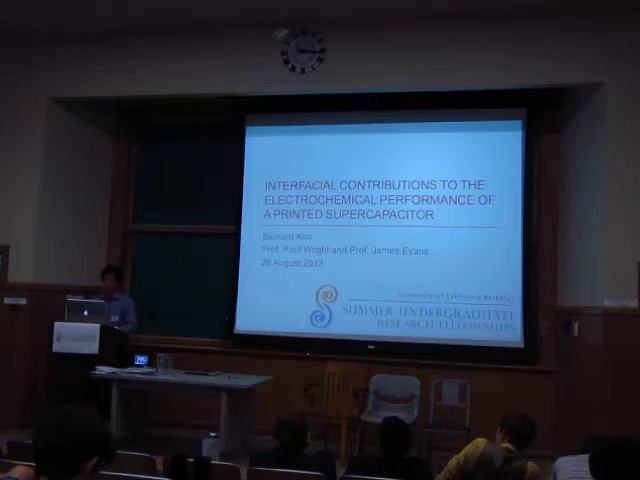 INTERFACIAL CONTRIBUTIONS TO THE
ELECTROCHEMICAL PERFORMANCE OF
A PRINTED SUPERCAPACITOR
Bernard Kim
Prof. Paul Wright and Prof. James Evans
26 August 2013
University of California Berkeley
SUMMER UNDERGRADUATE
RESEARCH FELLOWSHIPS